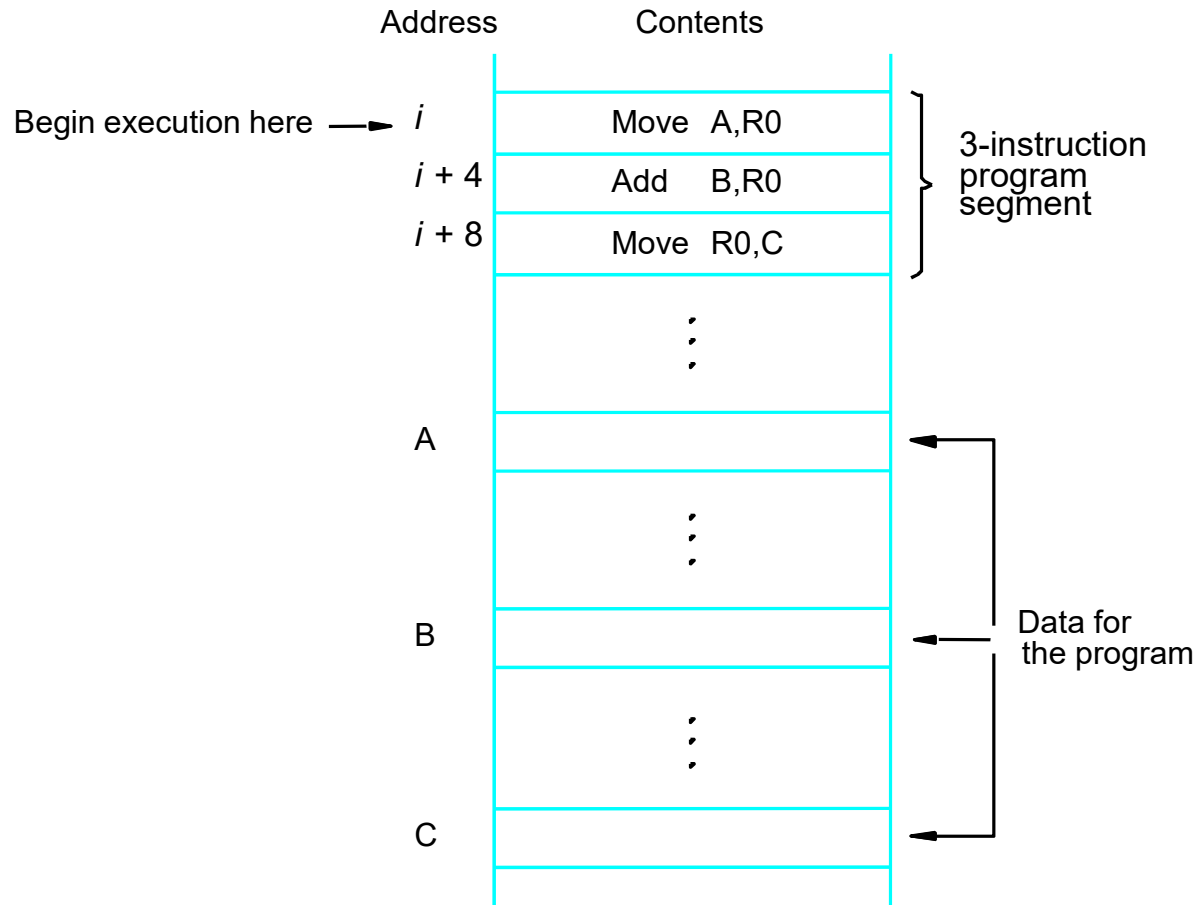 Address Contents
Begin execution here i Move A,R0
i + 4 Add B,R0
i + 8 Move R0,C
3-instruction
program
segment
A
B
Data for
the program
C